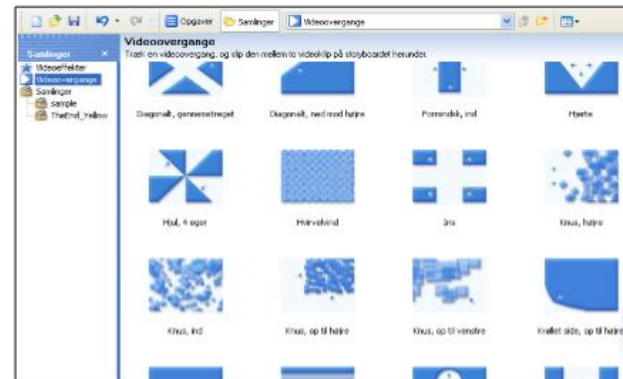 Opgaver Samlinger Videoovergange
Samlinger ×
Videoeffekter
Videoovergange
Samlinger
sample
TheEnd_Yellow
Videoovergange
Træk en videoovergang, og slip den mellem to videoklip på storyboardet herunder.
Diagonalt, gennemstreget Diagonalt, ned mod højre Formindsk, ind Hjerte
Hjul, 4 eger Hvirvelvind Iris Knus, højre
Knus, ind Knus, op til højre Knus, op til venstre Krøllet side, op til højre